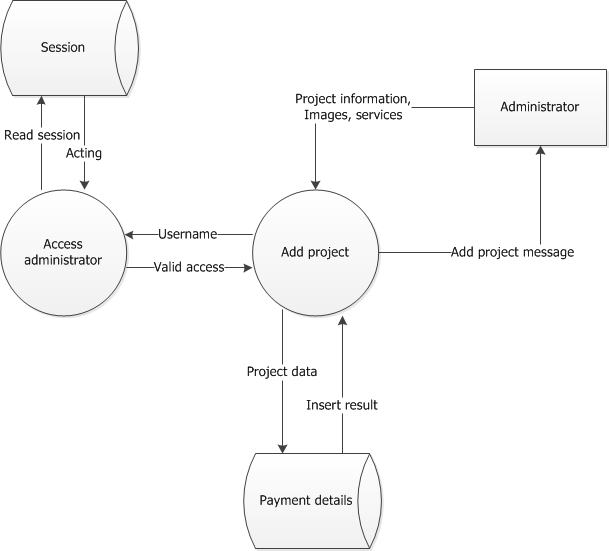 Session
Project information,
Images, services
Administrator
Read session
Acting
Access
administrator
Username
Valid access
Add project
Add project message
Project data
Insert result
Payment details